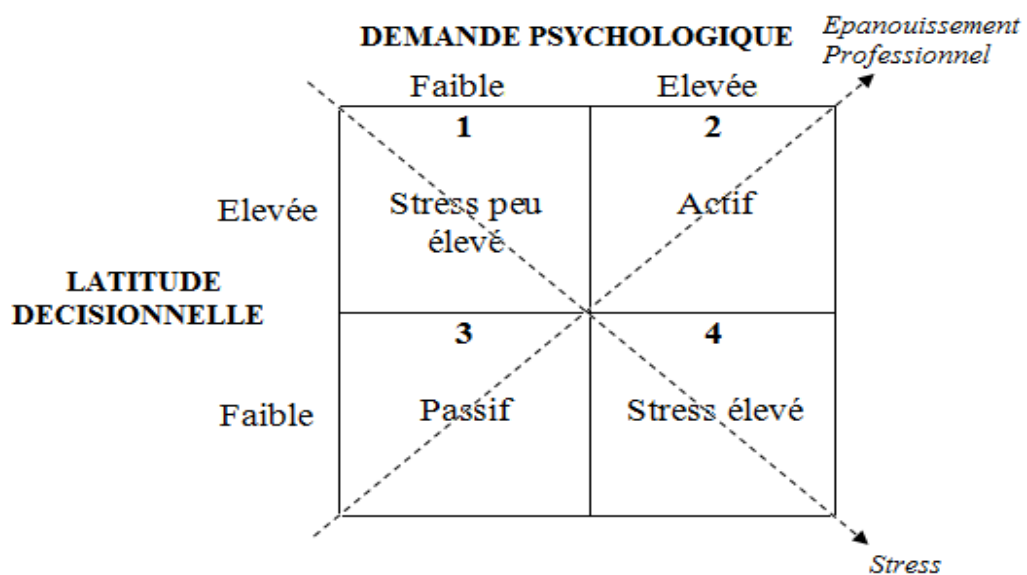 DEMANDE PSYCHOLOGIQUE
Epanouissement
Professionnel
Faible
Elevée
1
2
Elevée
Stress peu
élevé
Actif
LATITUDE
DECISIONNELLE
3
4
Faible
Passif
Stress élevé
Stress